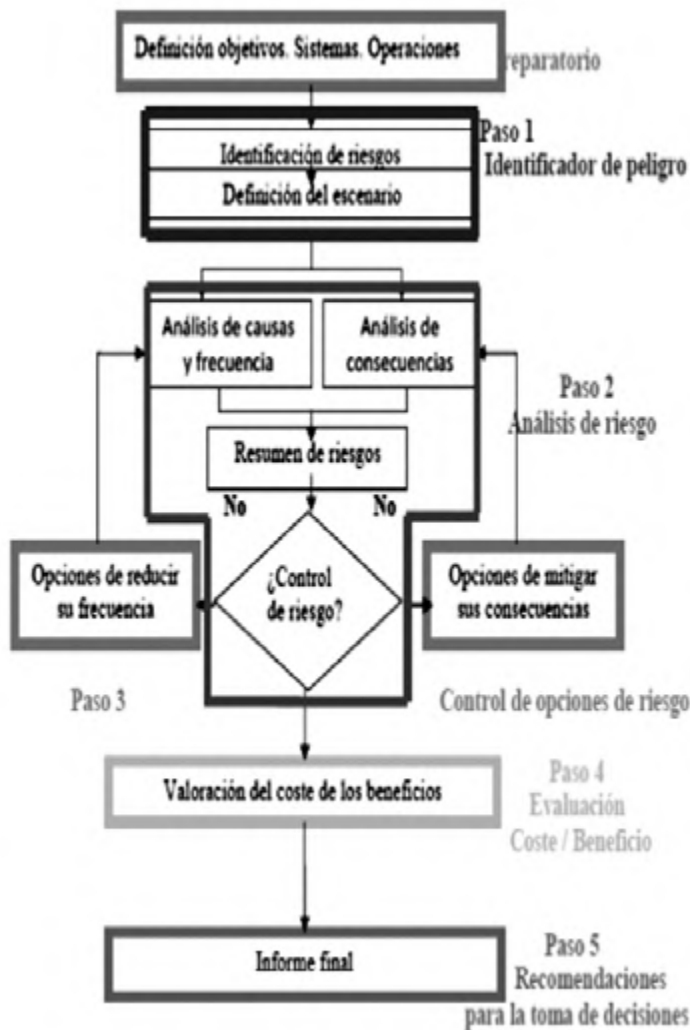 Definición objetivos. Sistemas. Operaciones
reparatorio
Paso 1
Identificador de peligro
Identificación de riesgos
Definición del escenario
Análisis de causas
y frecuencia
Análisis de
consecuencias
Paso 2
Análisis de riesgo
Resumen de riesgos
No
No
Opciones de reducir
su frecuencia
¿Control
de riesgo?
Opciones de mitigar
sus consecuencias
Paso 3
Control de opciones de riesgo
Valoración del coste de los beneficios
Paso 4
Evaluación
Coste / Beneficio
Informe final
Paso 5
Recomendaciones
para la toma de decisiones